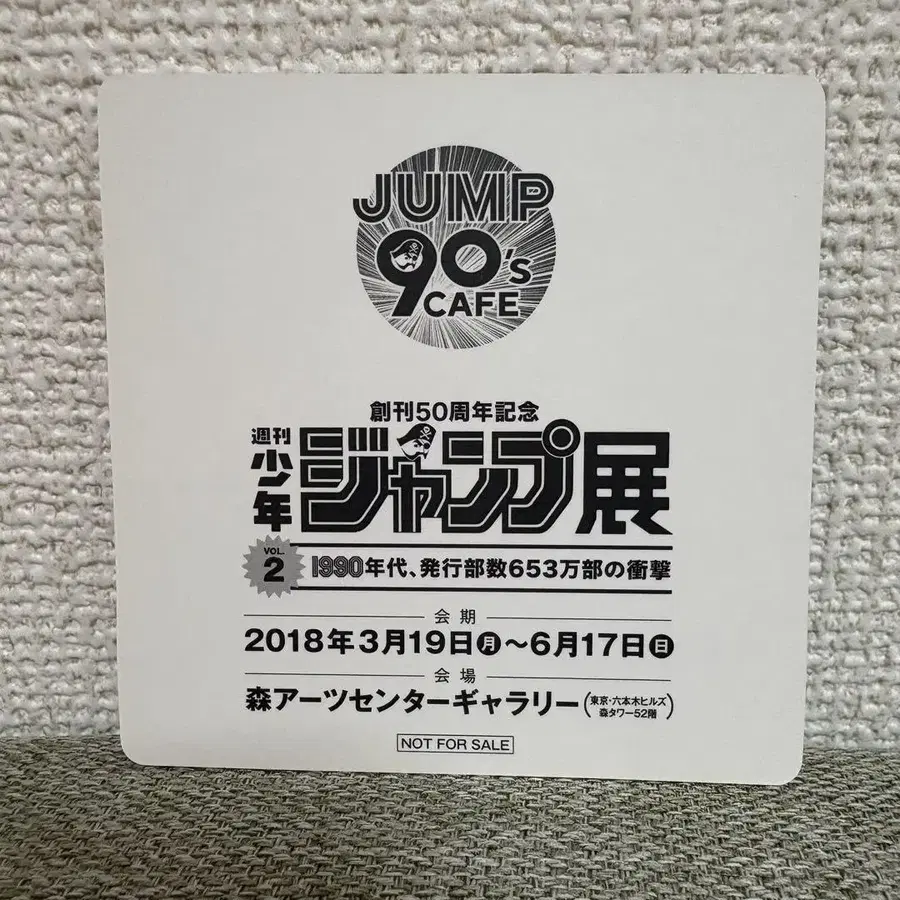 JUMP
90's
CAFE
創刊50周年記念
週刊
少年
ジャンプ展
VOL.
2
1990年代、発行部数653万部の衝撃
会期
2018年3月19日月〜6月17日日
会場
森アーツセンターギャラリー(東京・六本木ヒルズ
森タワー52階)
NOT FOR SALE